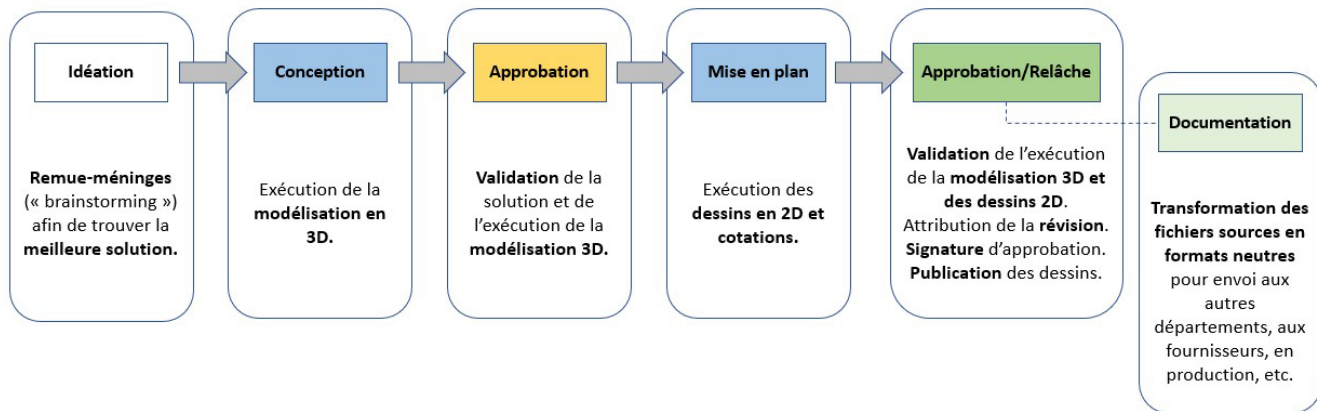 Idéation
Remue-méninges
(« brainstorming »)
afin de trouver la
meilleure solution.
Conception
Exécution de la
modélisation en
3D.
Approbation
Validation de la
solution et de
l'exécution de la
modélisation 3D.
Mise en plan
Exécution des
dessins en 2D et
cotations.
Approbation/Relâche
Validation de l'exécution
de la modélisation 3D et
des dessins 2D.
Attribution de la révision.
Signature d'approbation.
Publication des dessins.
Documentation
Transformation des
fichiers sources en
formats neutres
pour envoi aux
autres
départements, aux
fournisseurs, en
production, etc.